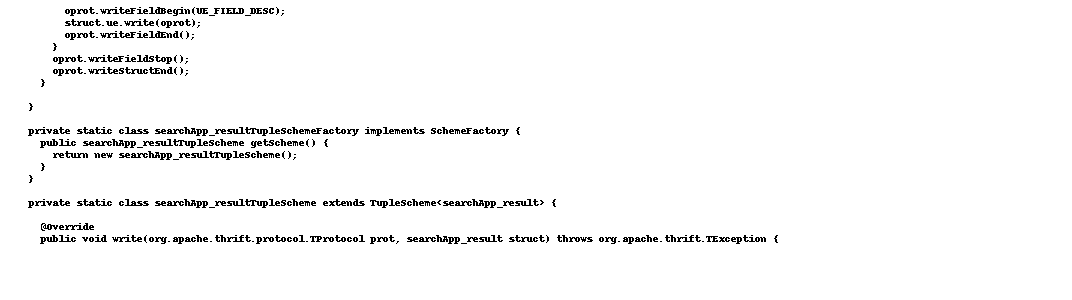 oprot.writeFieldBegin(UE_FIELD_DESC);
struct.ue.write(oprot);
oprot.writeFieldEnd();
}
oprot.writeFieldStop();
oprot.writeStructEnd();
}
}
private static class searchApp_resultTupleSchemeFactory implements SchemeFactory {
public searchApp_resultTupleScheme getScheme() {
return new searchApp_resultTupleScheme();
}
}
private static class searchApp_resultTupleScheme extends TupleScheme<searchApp_result> {
@Override
public void write(org.apache.thrift.protocol.TProtocol prot, searchApp_result struct) throws org.apache.thrift.TException {